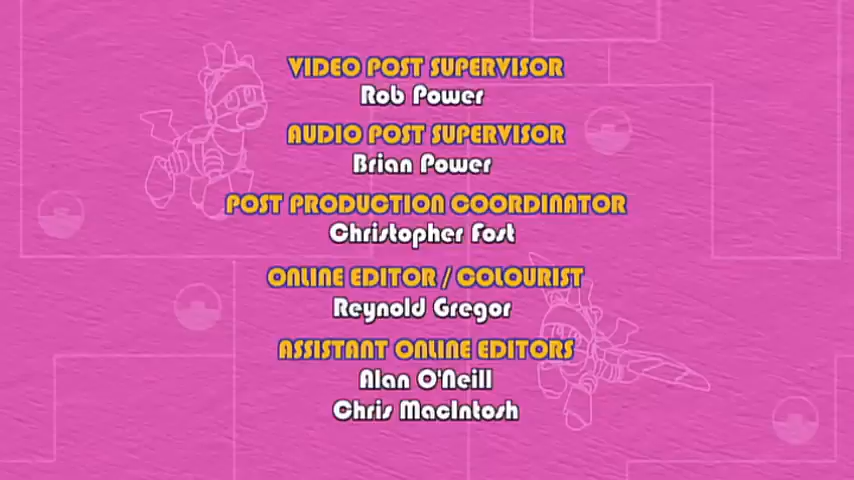 VIDEO POST SUPERVISOR
Rob Power
AUDIO POST SUPERVISOR
Brian Power
POST PRODUCTION COORDINATOR
Christopher Fost
ONLINE EDITOR / COLOURIST
Reynold Gregor
ASSISTANT ONLINE EDITORS
Alan O'Neill
Chris MacIntosh